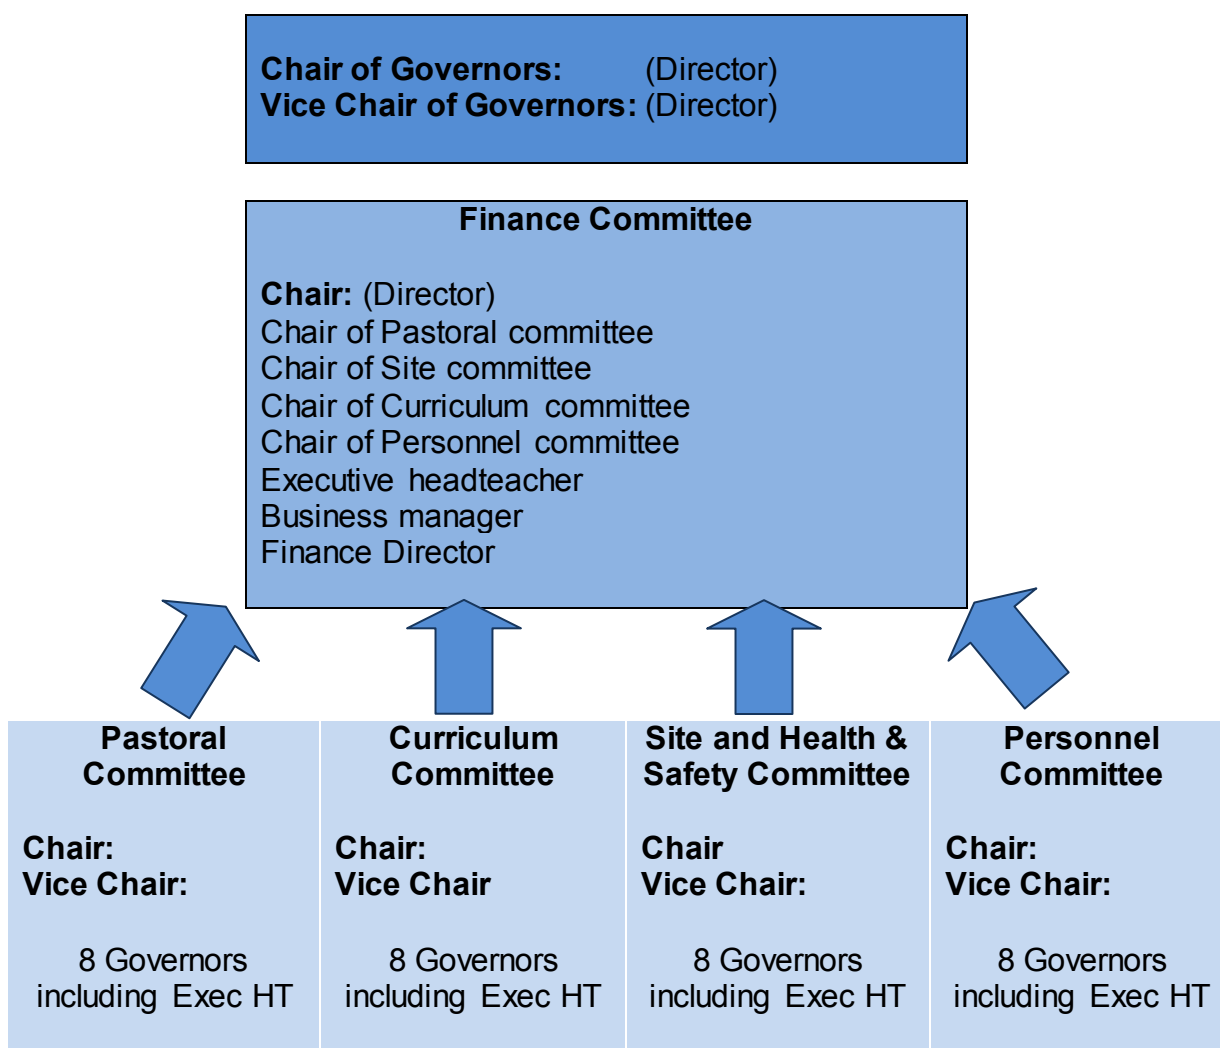 Chair of Governors: (Director)
Vice Chair of Governors: (Director)
Finance Committee
Chair: (Director)
Chair of Pastoral committee
Chair of Site committee
Chair of Curriculum committee
Chair of Personnel committee
Executive headteacher
Business manager
Finance Director
Pastoral
Committee
Chair:
Vice Chair:
8 Governors
including Exec HT
Curriculum
Committee
Chair:
Vice Chair
8 Governors
including Exec HT
Site and Health &
Safety Committee
Chair
Vice Chair:
8 Governors
including Exec HT
Personnel
Committee
Chair:
Vice Chair:
8 Governors
including Exec HT